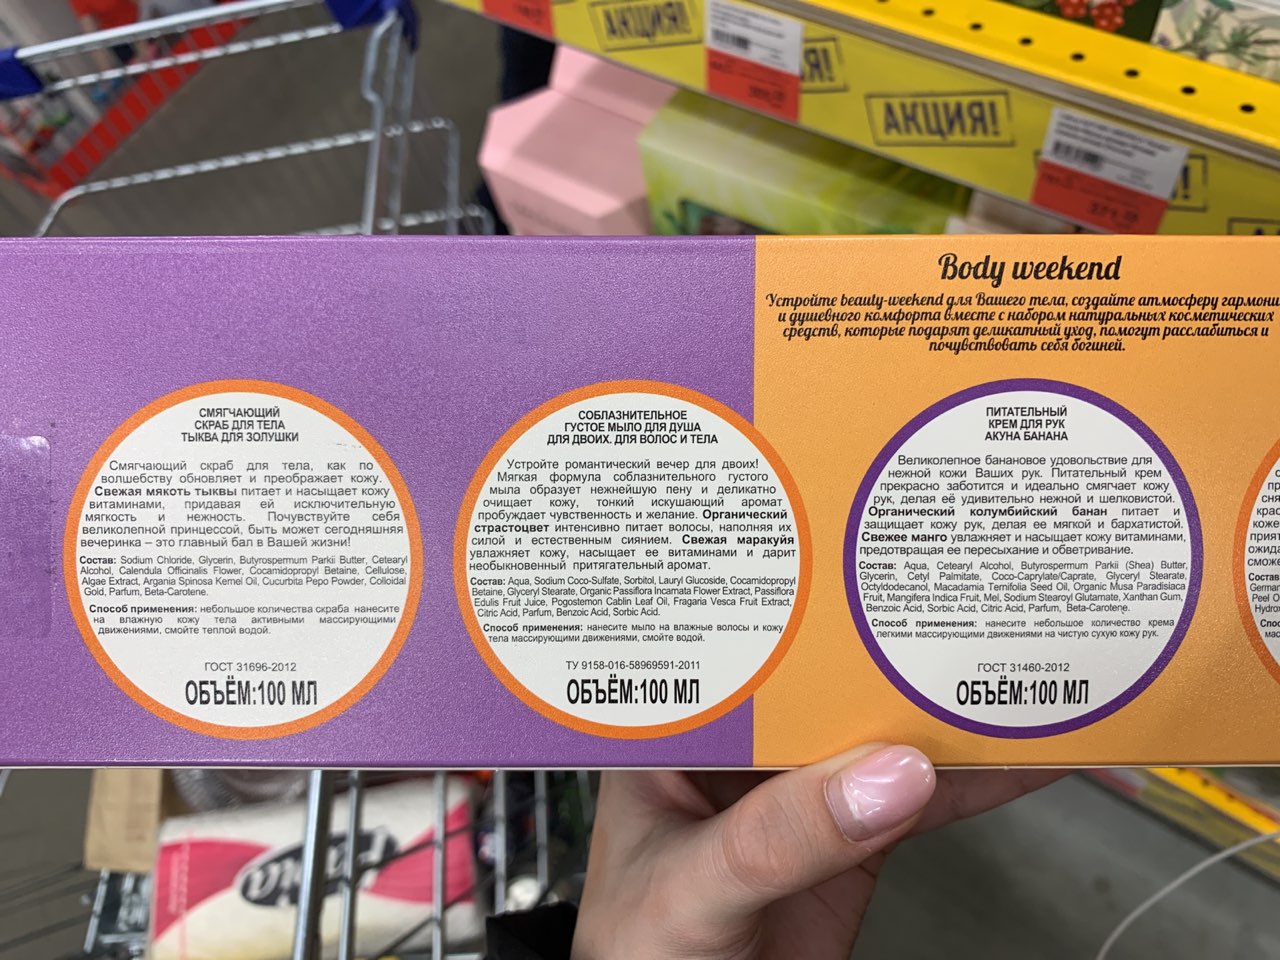 АКЦИЯ!
АКЦИЯ!
Body weekend
Устройте beauty-weekend для Вашего тела, создайте атмосферу гармони
и душевного комфорта вместе с набором натуральных косметических
средств, которые подарят деликатный уход, помогут расслабиться и
почувствовать себя богиней.
СМЯГЧАЮЩИЙ
СКРАБ ДЛЯ ТЕЛА
ТЫКВА ДЛЯ ЗОЛУШКИ
Смягчающий скраб для тела, как по
волшебству обновляет и преображает кожу.
Свежая мякоть тыквы питает и насыщает кожу
витаминами, придавая ей исключительную
мягкость и нежность. Почувствуйте себя
великолепной принцессой, быть может сегодняшняя
вечеринка – это главный бал в Вашей жизни!
Состав: Sodium Chloride, Glycerin, Butyrospermum Parkii Butter, Cetearyl
Alcohol, Calendula Officinalis Flower, Cocamidopropyl Betaine, Cellulose,
Algae Extract, Argania Spinosa Kernel Oil, Cucurbita Pepo Powder, Colloidal
Gold, Parfum, Beta-Carotene.
Способ применения: небольшое количества скраба нанесите
на влажную кожу тела активными массирующими
движениями, смойте теплой водой.
ГОСТ 31696-2012
ОБЪЁМ:100 МЛ
СОБЛАЗНИТЕЛЬНОЕ
ГУСТОЕ МЫЛО ДЛЯ ДУША
ДЛЯ ДВОИХ. ДЛЯ ВОЛОС И ТЕЛА
Устройте романтический вечер для двоих!
Мягкая формула соблазнительного густого
мыла образует нежнейшую пену и деликатно
очищает кожу, тонкий искушающий аромат
пробуждает чувственность и желание. Органический
страстоцвет интенсивно питает волосы, наполняя их
силой и естественным сиянием. Свежая маракуйя
увлажняет кожу, насыщает ее витаминами и дарит
необыкновенный притягательный аромат.
Состав: Aqua, Sodium Coco-Sulfate, Sorbitol, Lauryl Glucoside, Cocamidopropyl
Betaine, Glyceryl Stearate, Organic Passiflora Incarnata Flower Extract, Passiflora
Edulis Fruit Juice, Pogostemon Cablin Leaf Oil, Fragaria Vesca Fruit Extract,
Citric Acid, Parfum, Benzoic Acid, Sorbic Acid.
Способ применения: нанесите мыло на влажные волосы и кожу
тела массирующими движениями, смойте водой.
ТУ 9158-016-58969591-2011
ОБЪЁМ:100 МЛ
ПИТАТЕЛЬНЫЙ
КРЕМ ДЛЯ РУК
АКУНА БАНАНА
Великолепное банановое удовольствие для
нежной кожи Ваших рук. Питательный крем
прекрасно заботится и идеально смягчает кожу
рук, делая её удивительно нежной и шелковистой.
Органический колумбийский банан питает и
защищает кожу рук, делая ее мягкой и бархатистой.
Свежее манго увлажняет и насыщает кожу витаминами,
предотвращая ее пересыхание и обветривание.
Состав: Aqua, Cetearyl Alcohol, Butyrospermum Parkii (Shea) Butter,
Glycerin, Cetyl Palmitate, Coco-Caprylate/Caprate, Glyceryl Stearate,
Octyldodecanol, Macadamia Ternifolia Seed Oil, Organic Musa Paradisiaca
Fruit, Mangifera Indica Fruit, Mel, Sodium Stearoyl Glutamate, Xanthan Gum,
Benzoic Acid, Sorbic Acid, Citric Acid, Parfum, Beta-Carotene.
Способ применения: нанесите небольшое количество крема
легкими массирующими движениями на чистую сухую кожу рук.
ГОСТ 31460-2012
ОБЪЁМ:100 МЛ